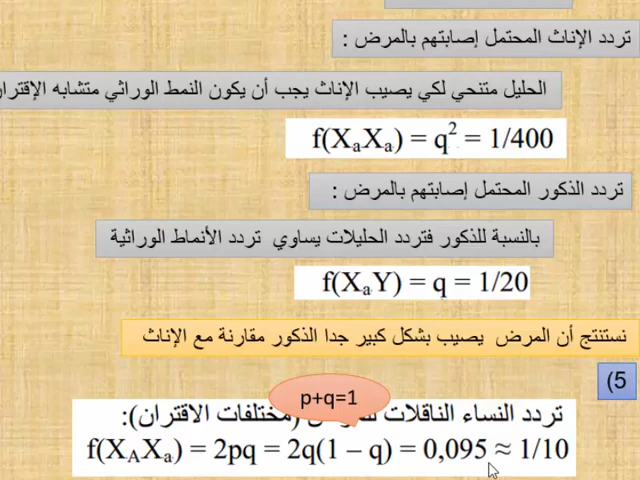 تردد الإناث المحتمل إصابتهم بالمرض :
الحليل متنحي لكي يصيب الإناث يجب أن يكون النمط الوراثي متشابه
f(XₐXₐ) = q² = 1/400
تردد الذكور المحتمل إصابتهم بالمرض :
بالنسبة للذكور فتردد الحليلات يساوي تردد الأنماط الوراثية
f(XₐY) = q = 1/20
نستنتج أن المرض يصيب بشكل كبير جدا الذكور مقارنة مع الإناث
5)
p+q=1
تردد النساء الناقلات (مختلفات الاقتران):
f(X_AXₐ) = 2pq = 2q(1 – q) = 0,095 ≈ 1/10